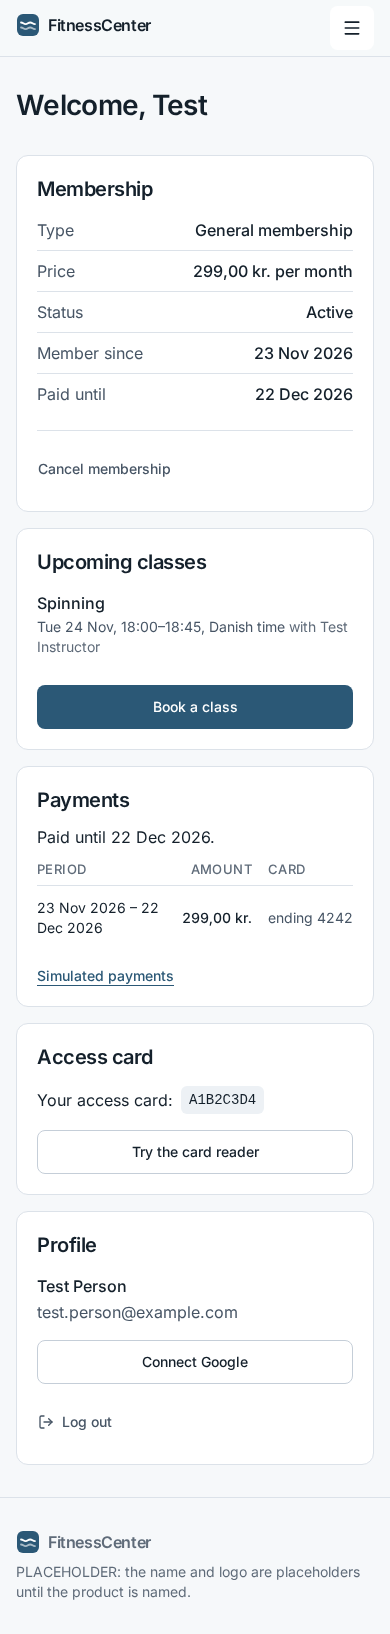 FitnessCenter
Welcome, Test
Membership
Type General membership
Price 299,00 kr. per month
Status Active
Member since 23 Nov 2026
Paid until 22 Dec 2026
Cancel membership
Upcoming classes
Spinning
Tue 24 Nov, 18:00–18:45, Danish time with Test
Instructor
Book a class
Payments
Paid until 22 Dec 2026.
PERIOD AMOUNT CARD
23 Nov 2026 – 22
Dec 2026 299,00 kr. ending 4242
Simulated payments
Access card
Your access card: A1B2C3D4
Try the card reader
Profile
Test Person
test.person@example.com
Connect Google
Log out
FitnessCenter
PLACEHOLDER: the name and logo are placeholders
until the product is named.